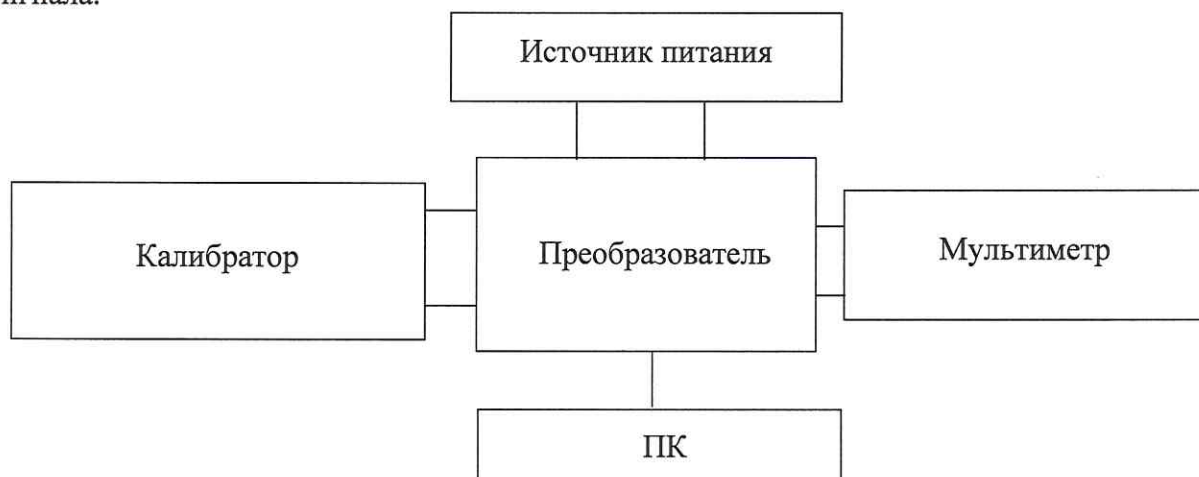 Источник питания
Калибратор
Преобразователь
Мультиметр
ПК